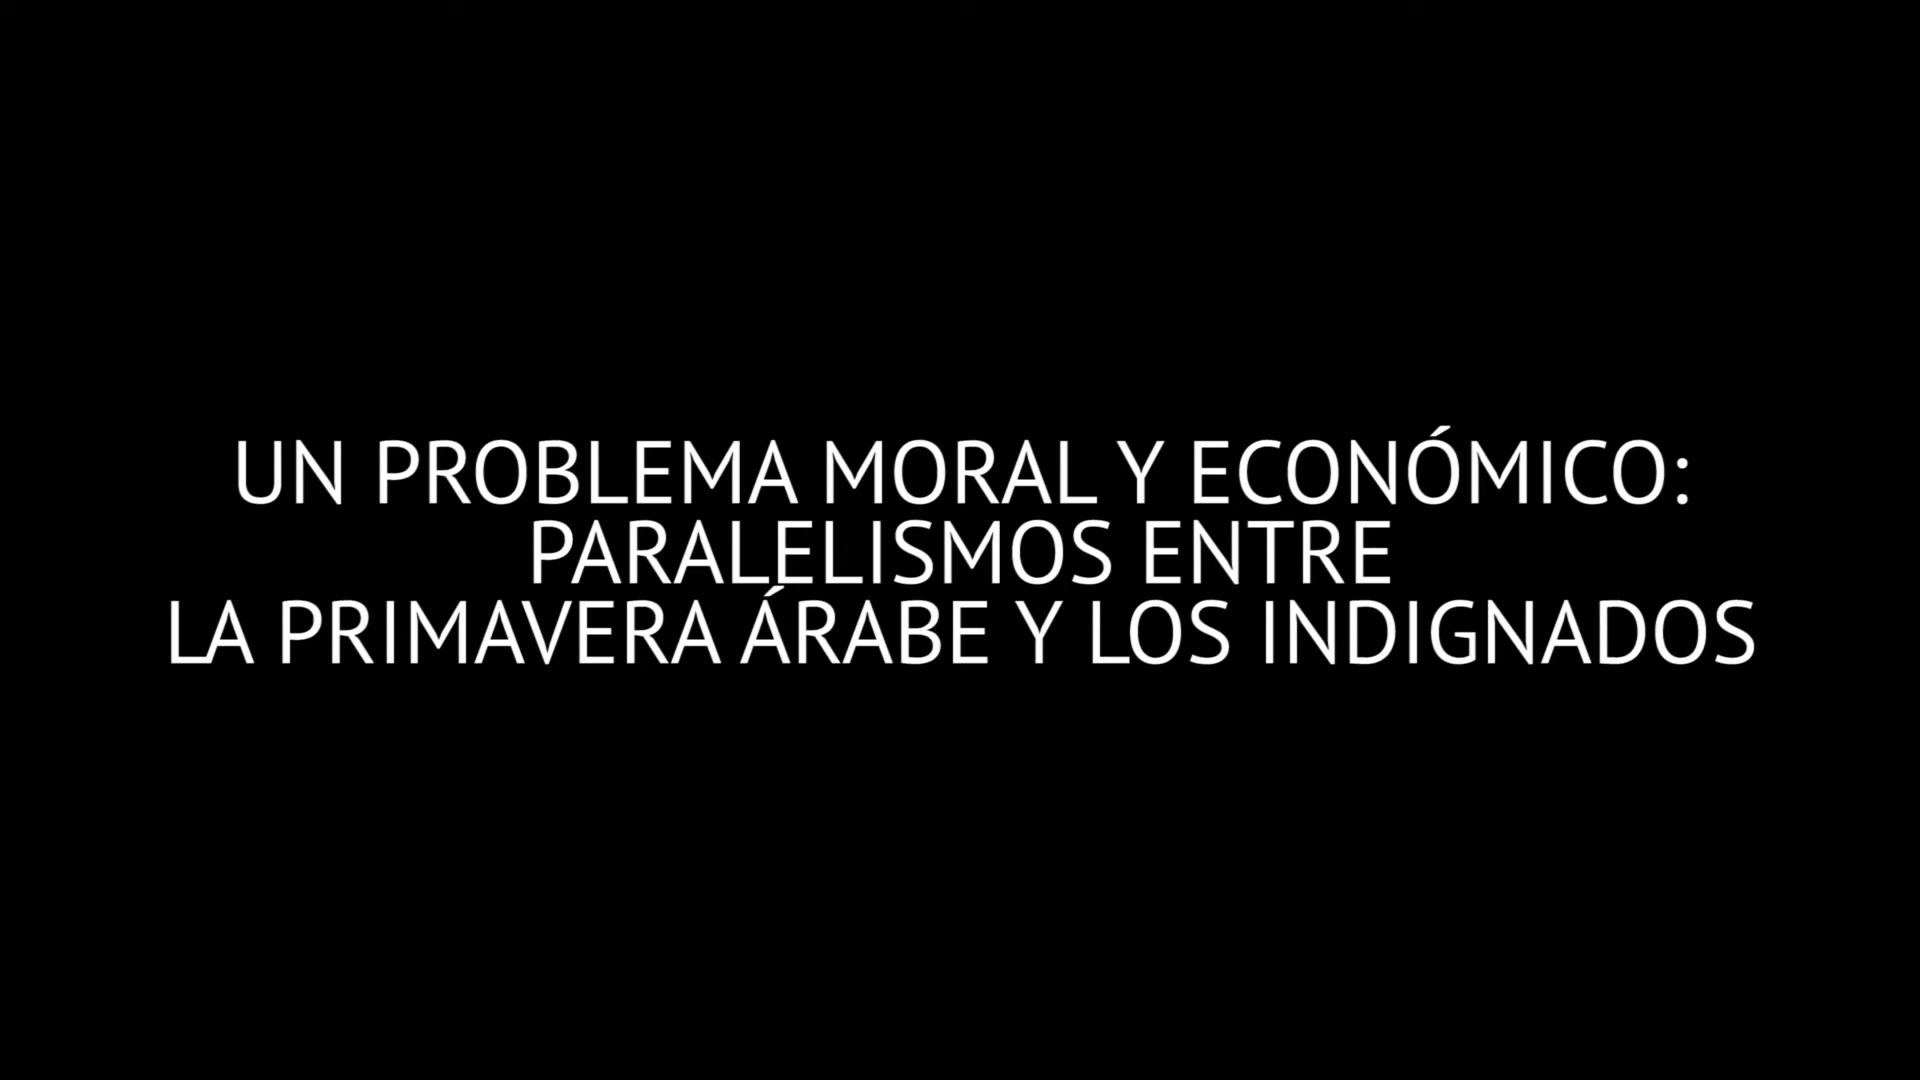 UN PROBLEMA MORAL Y ECONÓMICO:
PARALELISMOS ENTRE
LA PRIMAVERA ÁRABE Y LOS INDIGNADOS